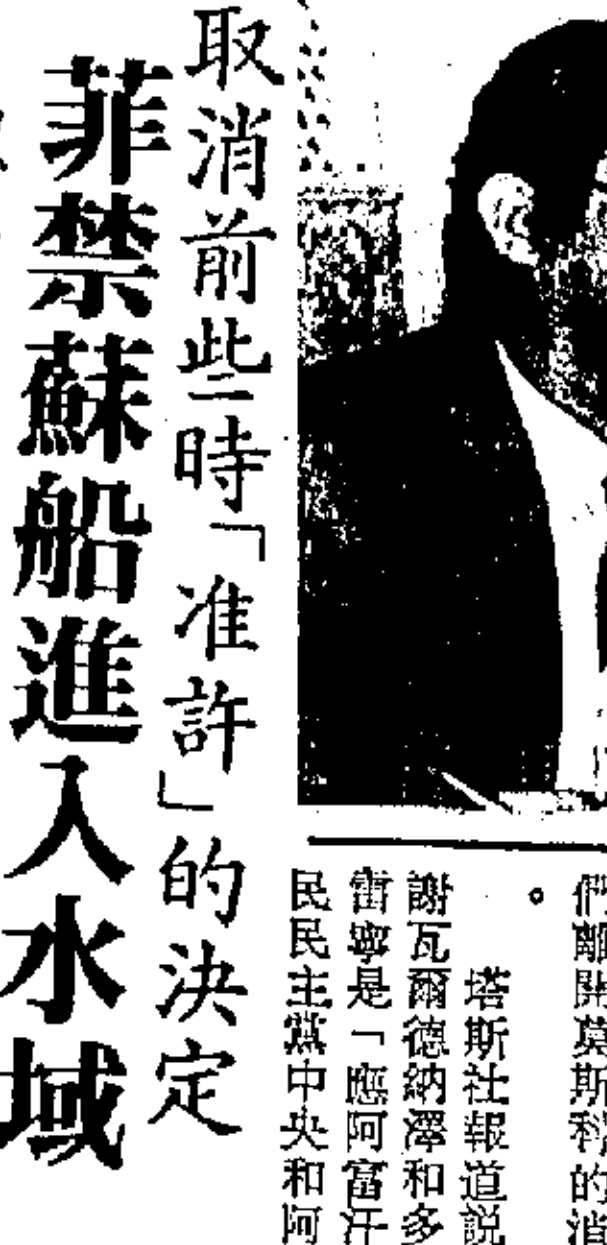 們離開莫斯科的消
。
塔斯社報道說
謝瓦爾德納澤和多
雷寧是「應阿富汗
民民主黨中央和阿
取消前些時「准許」的決定
菲禁蘇船進入水域